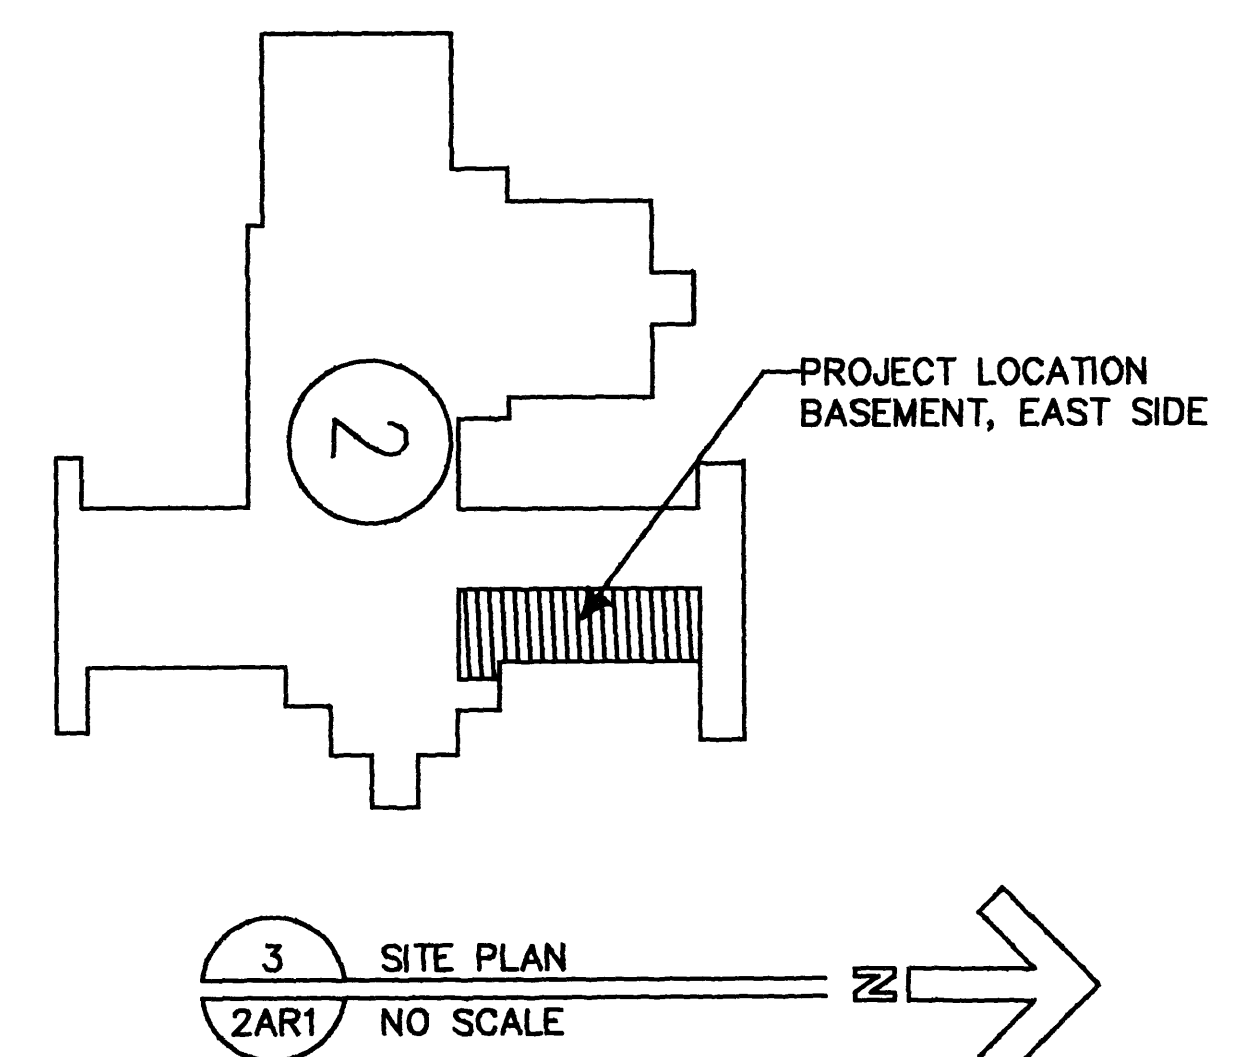 2
PROJECT LOCATION
BASEMENT, EAST SIDE
3
SITE PLAN
N
2AR1
NO SCALE